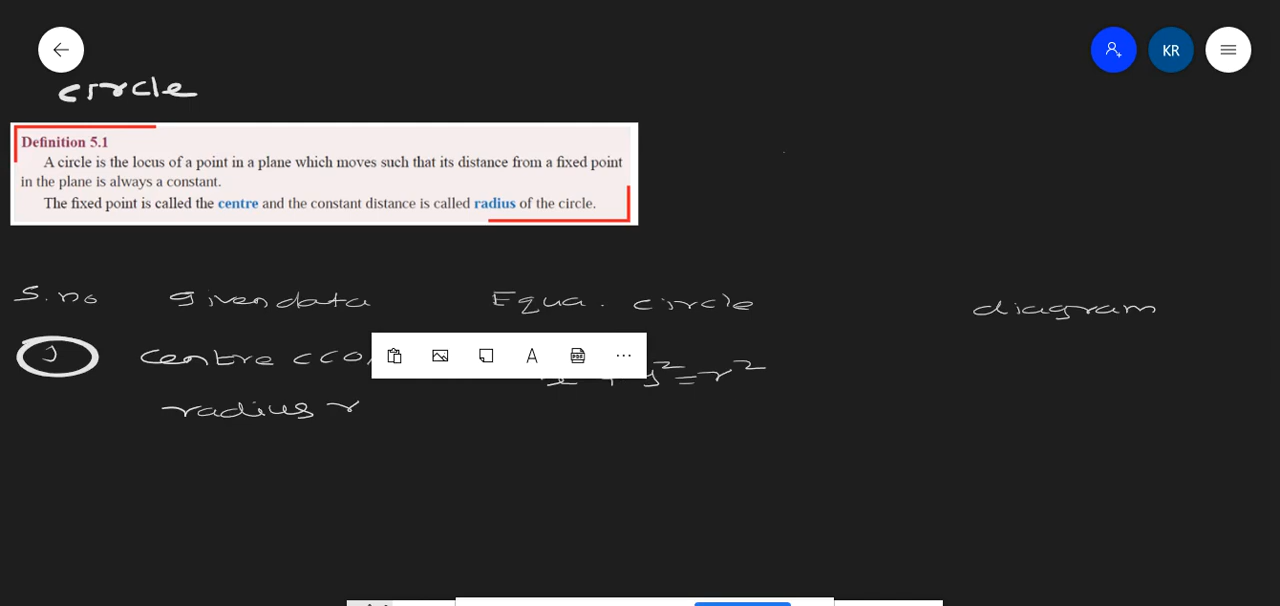 KR
circle
Definition 5.1
A circle is the locus of a point in a plane which moves such that its distance from a fixed point
in the plane is always a constant.
The fixed point is called the centre and the constant distance is called radius of the circle.
S.no given data Equa. circle diagram
1 centre C(0, y² = r²
radius r